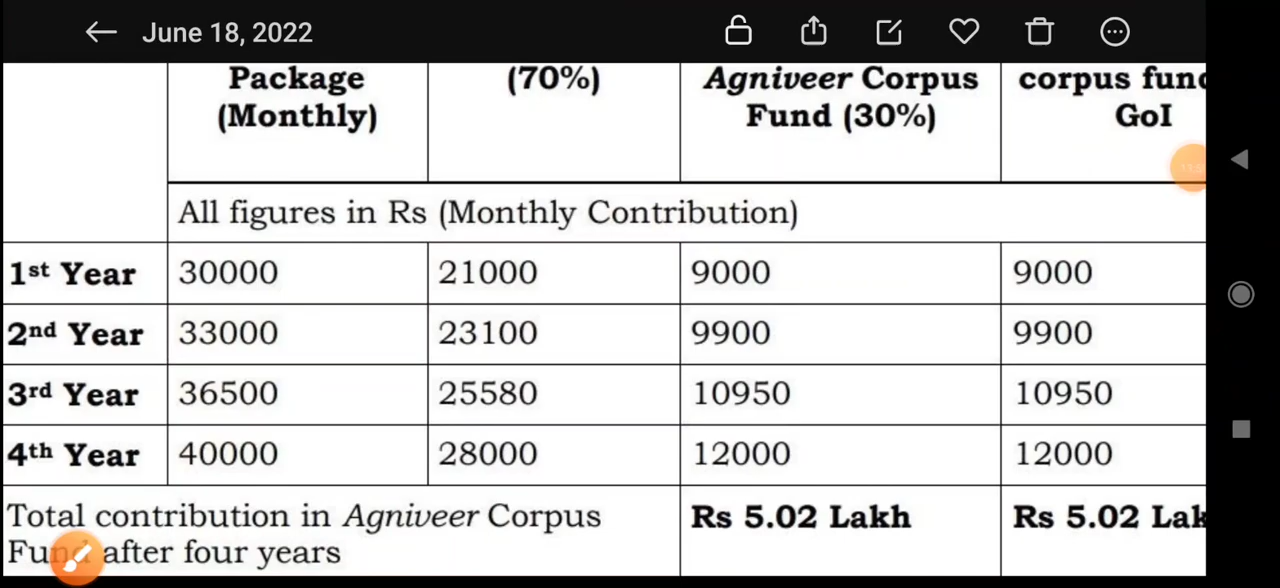 June 18, 2022
Package (70%) Agniveer Corpus corpus fund
(Monthly) Fund (30%) GoI
All figures in Rs (Monthly Contribution)
1st Year 30000 21000 9000 9000
2nd Year 33000 23100 9900 9900
3rd Year 36500 25580 10950 10950
4th Year 40000 28000 12000 12000
Total contribution in Agniveer Corpus Rs 5.02 Lakh Rs 5.02 Lak
Fund after four years